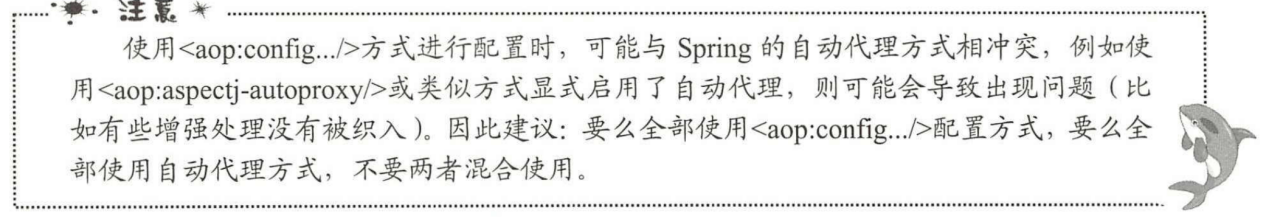 注意
使用<aop:config.../>方式进行配置时，可能与 Spring 的自动代理方式相冲突，例如使
用<aop:aspectj-autoproxy/>或类似方式显式启用了自动代理，则可能会导致出现问题（比
如有些增强处理没有被织入）。因此建议：要么全部使用<aop:config.../>配置方式，要么全
部使用自动代理方式，不要两者混合使用。